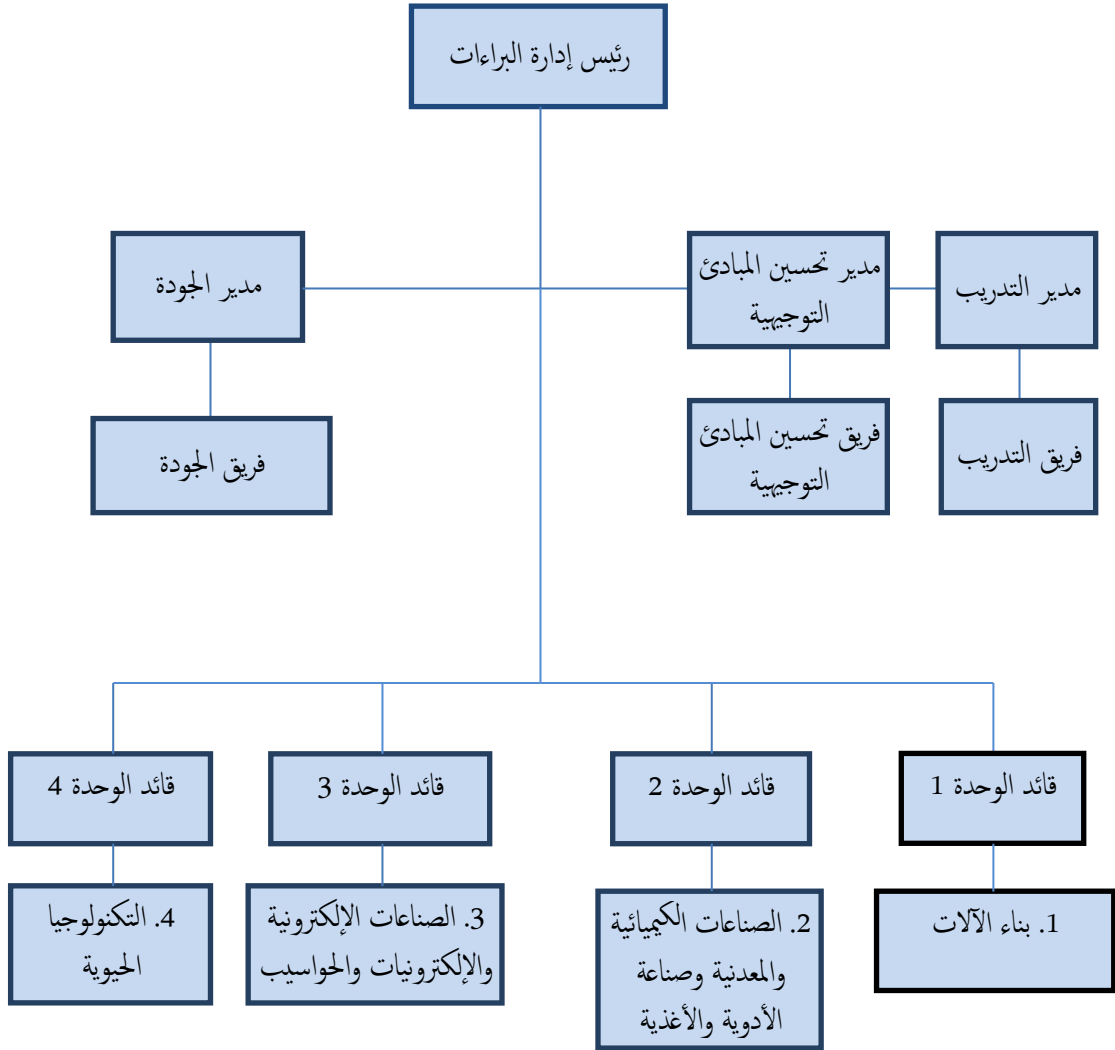 رئيس إدارة البراءات
مدير التدريب
مدير تحسين المبادئ
التوجيهية
مدير الجودة
فريق التدريب
فريق تحسين المبادئ
التوجيهية
فريق الجودة
قائد الوحدة 1
قائد الوحدة 2
قائد الوحدة 3
قائد الوحدة 4
1. بناء الآلات
2. الصناعات الكيميائية
والمعدنية وصناعة
الأدوية والأغذية
3. الصناعات الإلكترونية
والإلكترونيات والحواسيب
4. التكنولوجيا
الحيوية